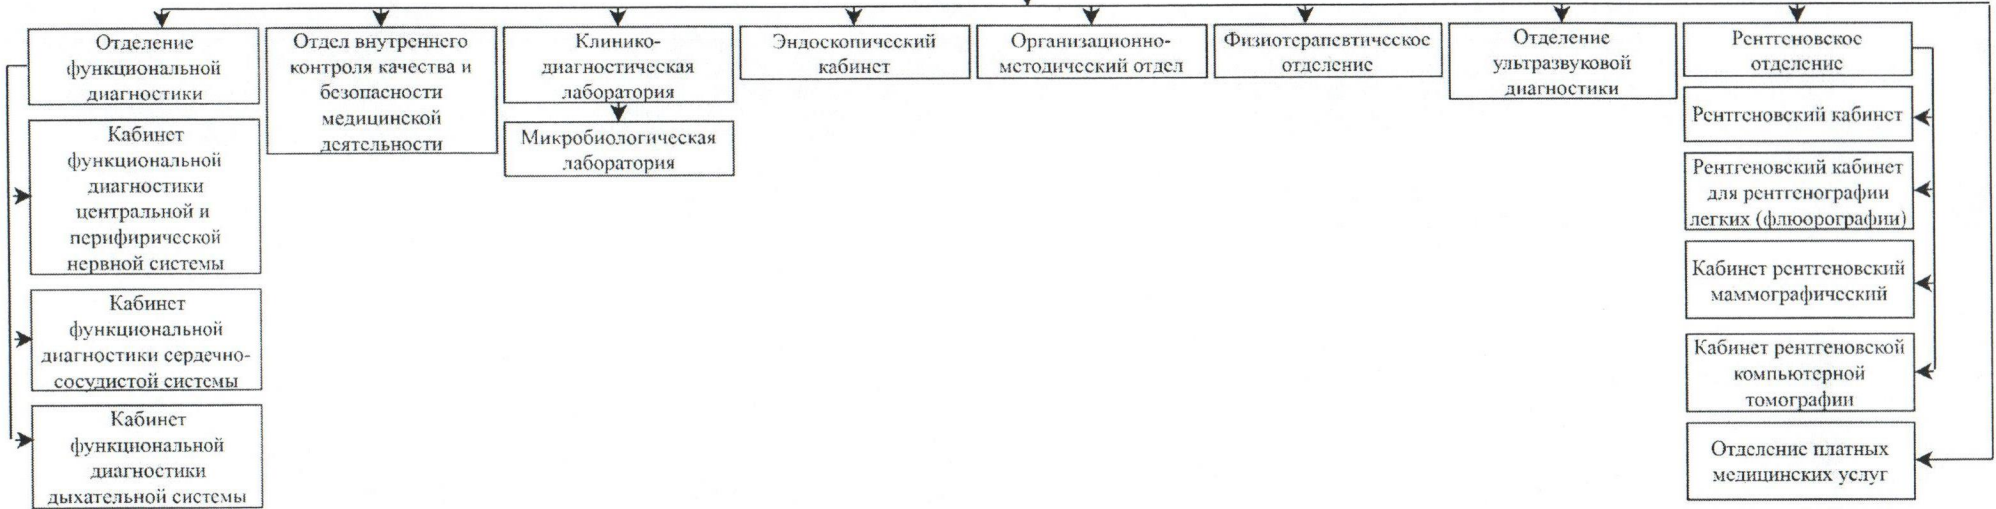 Отделение
функциональной
диагностики
Кабинет
функциональной
диагностики
центральной и
перифирической
нервной системы
Кабинет
функциональной
диагностики сердечно-
сосудистой системы
Кабинет
функциональной
диагностики
дыхательной системы
Отдел внутреннего
контроля качества и
безопасности
медицинской
деятельности
Клинико-
диагностическая
лаборатория
Микробиологическая
лаборатория
Эндоскопический
кабинет
Организационно-
методический отдел
Физиотерапевтическое
отделение
Отделение
ультразвуковой
диагностики
Рентгеновское
отделение
Рентгеновский кабинет
Рентгеновский кабинет
для рентгенографии
легких (флюорографии)
Кабинет рентгеновский
маммографический
Кабинет рентгеновской
компьютерной
томографии
Отделение платных
медицинских услуг